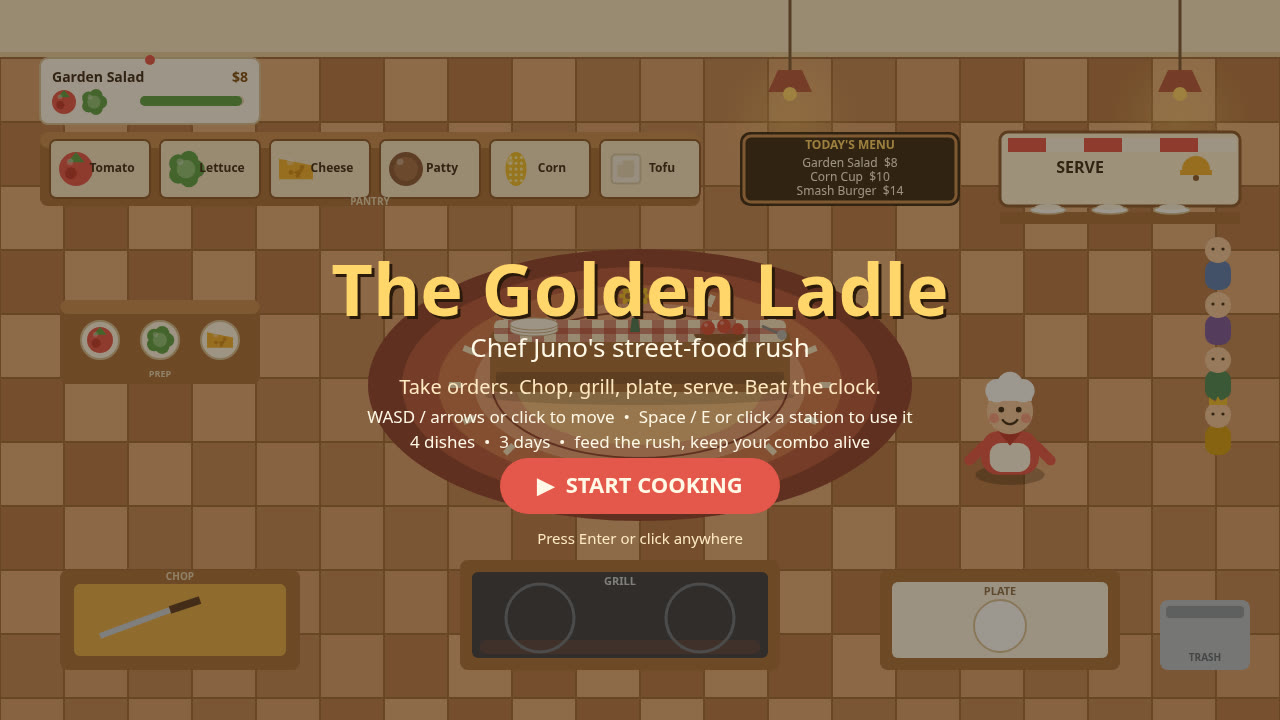 Garden Salad $8
Tomato
Lettuce
Cheese
Patty
Corn
Tofu
PANTRY
TODAY'S MENU
Garden Salad $8
Corn Cup $10
Smash Burger $14
SERVE
PREP
The Golden Ladle
Chef Juno's street-food rush
Take orders. Chop, grill, plate, serve. Beat the clock.
WASD / arrows or click to move • Space / E or click a station to use it
4 dishes • 3 days • feed the rush, keep your combo alive
▶ START COOKING
Press Enter or click anywhere
CHOP
GRILL
PLATE
TRASH